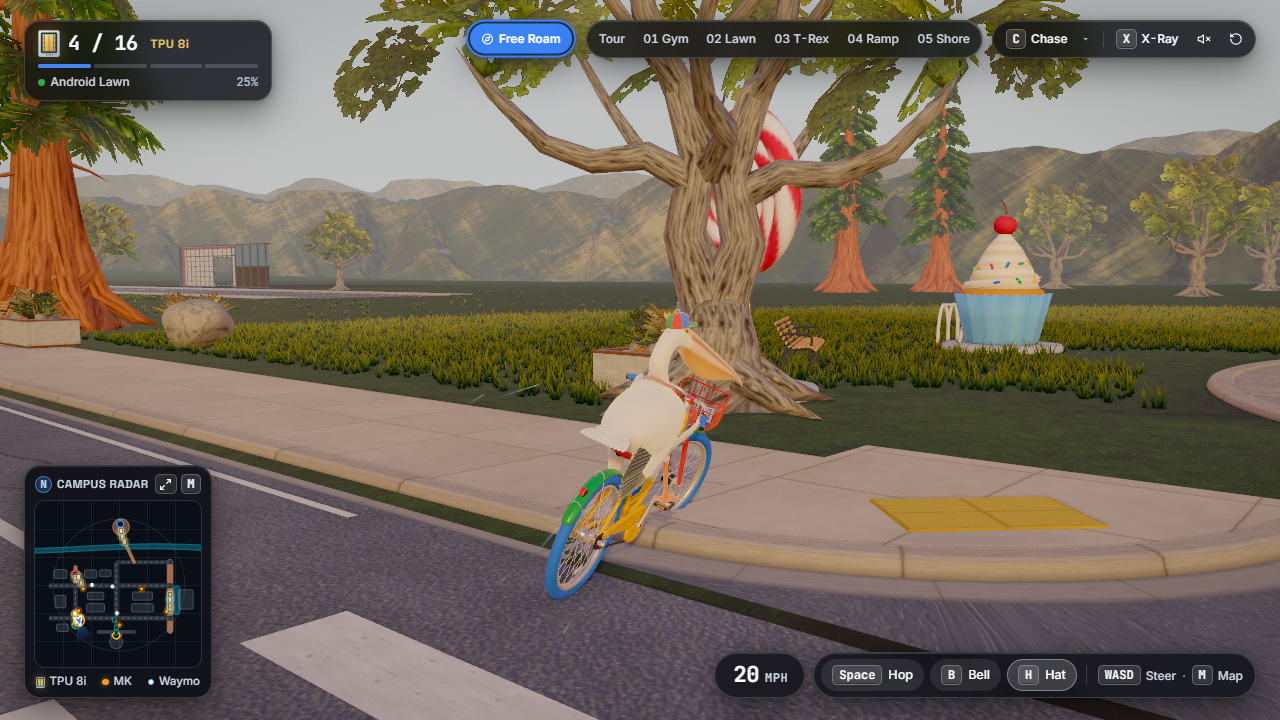 4 / 16 TPU 8i
Android Lawn 25%
Free Roam
Tour 01 Gym 02 Lawn 03 T-Rex 04 Ramp 05 Shore
C Chase
X X-Ray
N CAMPUS RADAR M
TPU 8i MK Waymo
20 MPH
Space Hop
B Bell
H Hat
WASD Steer · M Map